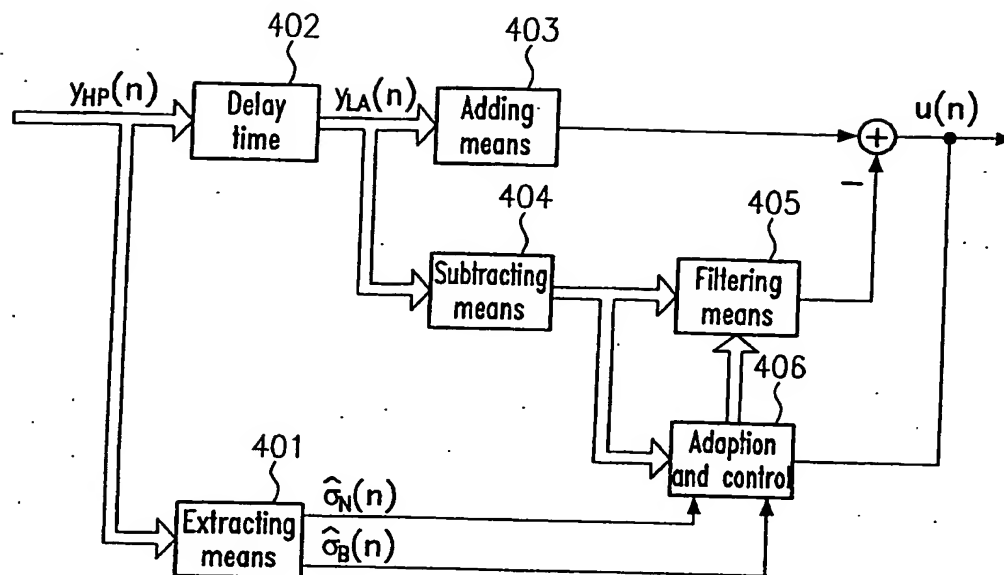 402
403
y_HP(n)
Delay
time
y_LA(n)
Adding
means
+
u(n)
−
404
405
Subtracting
means
Filtering
means
406
Adaption
and control
401
Extracting
means
σ̂_N(n)
σ̂_B(n)